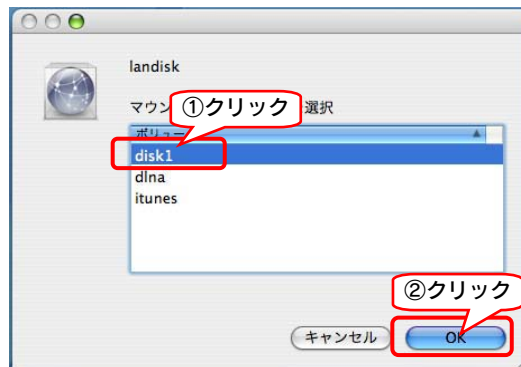 landisk
マウン
①クリック
選択
ボリュー
disk1
dlna
itunes
②クリック
キャンセル
OK